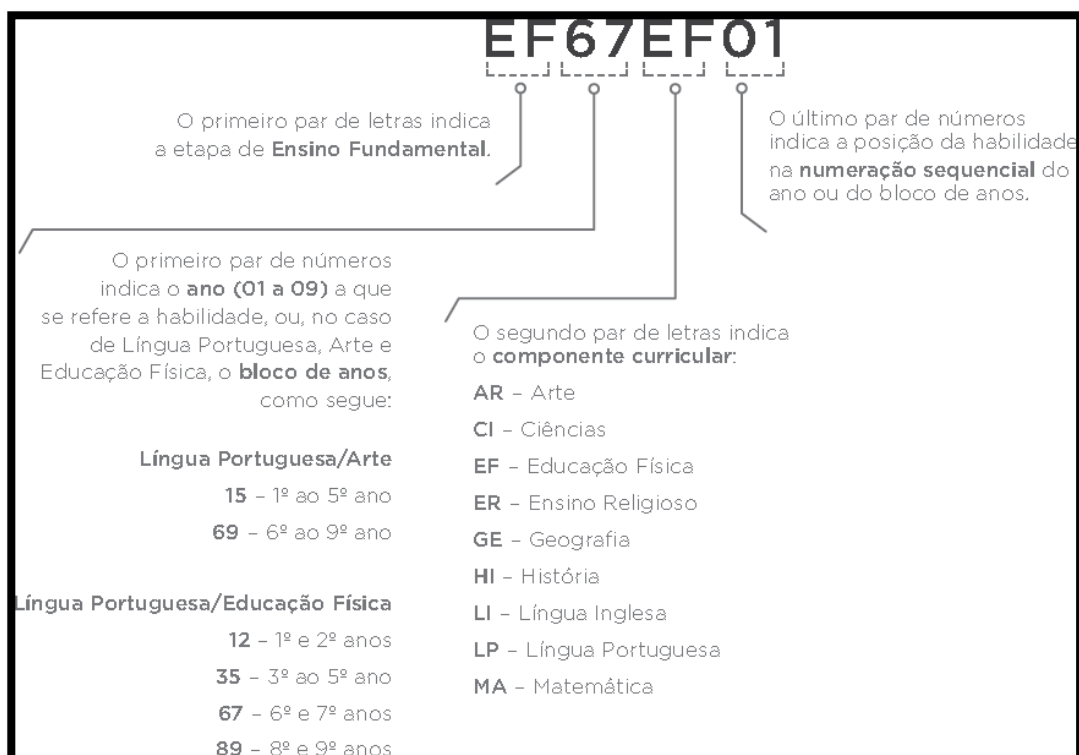 EF67EF01
O primeiro par de letras indica
a etapa de Ensino Fundamental.
O último par de números
indica a posição da habilidade
na numeração sequencial do
ano ou do bloco de anos.
O primeiro par de números
indica o ano (01 a 09) a que
se refere a habilidade, ou, no caso
de Língua Portuguesa, Arte e
Educação Física, o bloco de anos,
como segue:
Língua Portuguesa/Arte
15 – 1º ao 5º ano
69 – 6º ao 9º ano
Língua Portuguesa/Educação Física
12 – 1º e 2º anos
35 – 3º ao 5º ano
67 – 6º e 7º anos
89 – 8º e 9º anos
O segundo par de letras indica
o componente curricular:
AR – Arte
CI – Ciências
EF – Educação Física
ER – Ensino Religioso
GE – Geografia
HI – História
LI – Língua Inglesa
LP – Língua Portuguesa
MA – Matemática